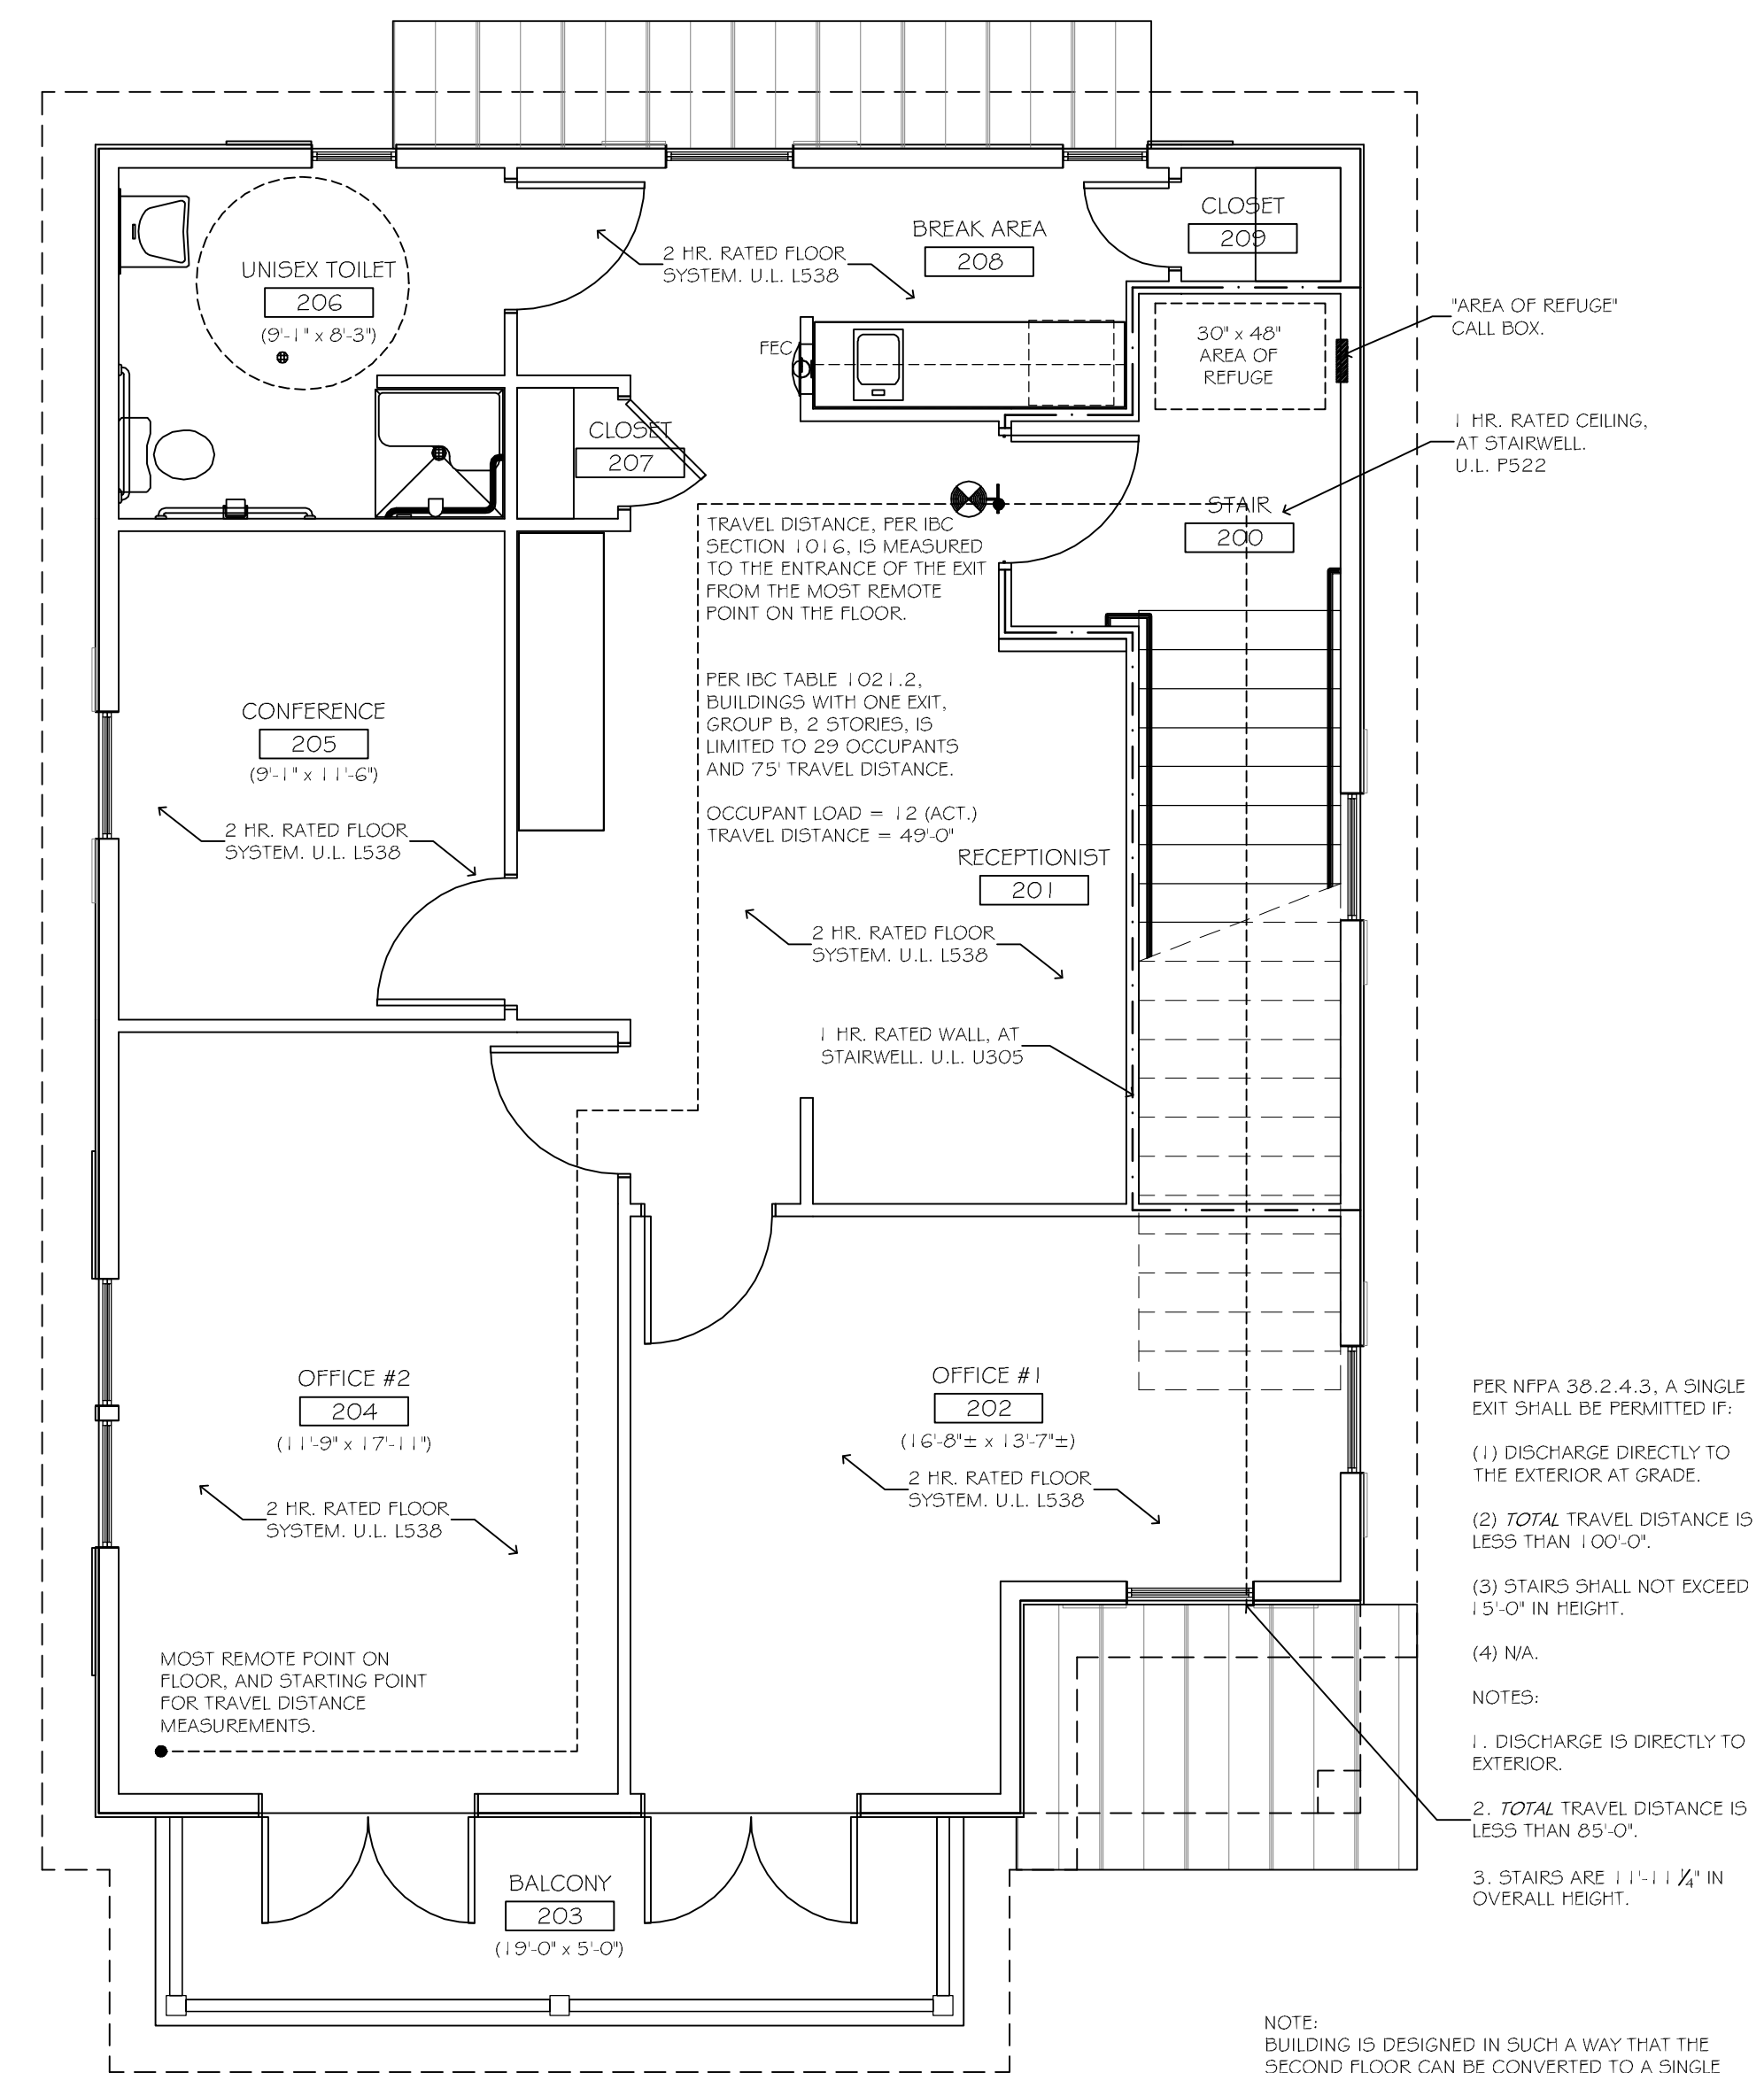 CLOSET
209
BREAK AREA
208
2 HR. RATED FLOOR
SYSTEM. U.L. L538
UNISEX TOILET
206
(9'-1" x 8'-3")
"AREA OF REFUGE"
CALL BOX.
30" x 48"
AREA OF
REFUGE
FEC
1 HR. RATED CEILING,
AT STAIRWELL.
U.L. P522
CLOSET
207
STAIR
200
TRAVEL DISTANCE, PER IBC
SECTION 1016, IS MEASURED
TO THE ENTRANCE OF THE EXIT
FROM THE MOST REMOTE
POINT ON THE FLOOR.
PER IBC TABLE 1021.2,
BUILDINGS WITH ONE EXIT,
GROUP B, 2 STORIES, IS
LIMITED TO 29 OCCUPANTS
AND 75' TRAVEL DISTANCE.
OCCUPANT LOAD = 12 (ACT.)
TRAVEL DISTANCE = 49'-0"
CONFERENCE
205
(9'-1" x 11'-6")
2 HR. RATED FLOOR
SYSTEM. U.L. L538
RECEPTIONIST
201
2 HR. RATED FLOOR
SYSTEM. U.L. L538
1 HR. RATED WALL, AT
STAIRWELL. U.L. U305
OFFICE #2
204
(11'-9" x 17'-11")
2 HR. RATED FLOOR
SYSTEM. U.L. L538
OFFICE #1
202
(16'-8"± x 13'-7"±)
2 HR. RATED FLOOR
SYSTEM. U.L. L538
MOST REMOTE POINT ON
FLOOR, AND STARTING POINT
FOR TRAVEL DISTANCE
MEASUREMENTS.
PER NFPA 38.2.4.3, A SINGLE
EXIT SHALL BE PERMITTED IF:
(1) DISCHARGE DIRECTLY TO
THE EXTERIOR AT GRADE.
(2) TOTAL TRAVEL DISTANCE IS
LESS THAN 100'-0".
(3) STAIRS SHALL NOT EXCEED
15'-0" IN HEIGHT.
(4) N/A.
NOTES:
1. DISCHARGE IS DIRECTLY TO
EXTERIOR.
2. TOTAL TRAVEL DISTANCE IS
LESS THAN 85'-0".
3. STAIRS ARE 11'-11 1/4" IN
OVERALL HEIGHT.
BALCONY
203
(19'-0" x 5'-0")
NOTE:
BUILDING IS DESIGNED IN SUCH A WAY THAT THE
SECOND FLOOR CAN BE CONVERTED TO A SINGLE